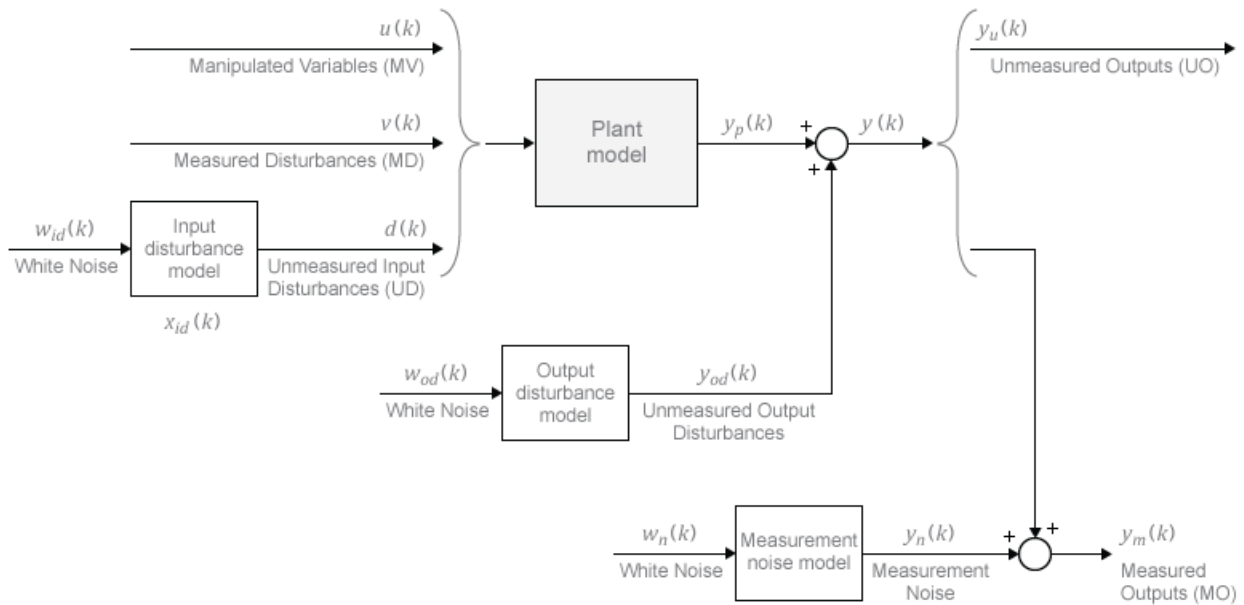 u(k)
Manipulated Variables (MV)
v(k)
Measured Disturbances (MD)
w_id(k)
White Noise
Input
disturbance
model
x_id(k)
d(k)
Unmeasured Input
Disturbances (UD)
Plant
model
y_p(k)
+
+
y(k)
y_u(k)
Unmeasured Outputs (UO)
w_od(k)
White Noise
Output
disturbance
model
y_od(k)
Unmeasured Output
Disturbances
w_n(k)
White Noise
Measurement
noise model
y_n(k)
Measurement
Noise
+
+
y_m(k)
Measured
Outputs (MO)